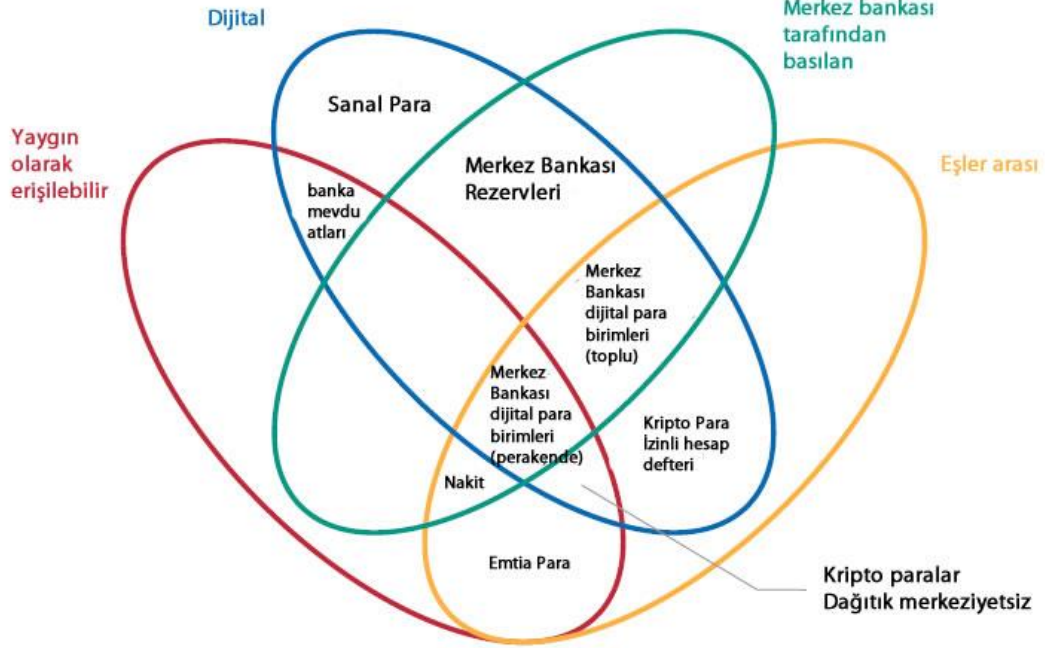 Dijital
Merkez bankası
tarafından
basılan
Sanal Para
Yaygın
olarak
erişilebilir
Merkez Bankası
Rezervleri
Eşler arası
banka
mevdu
atları
Merkez
Bankası
dijital para
birimleri
(toplu)
Merkez
Bankası
dijital para
birimleri
(perakende)
Kripto Para
İzinli hesap
defteri
Nakit
Emtia Para
Kripto paralar
Dağıtık merkeziyetsiz